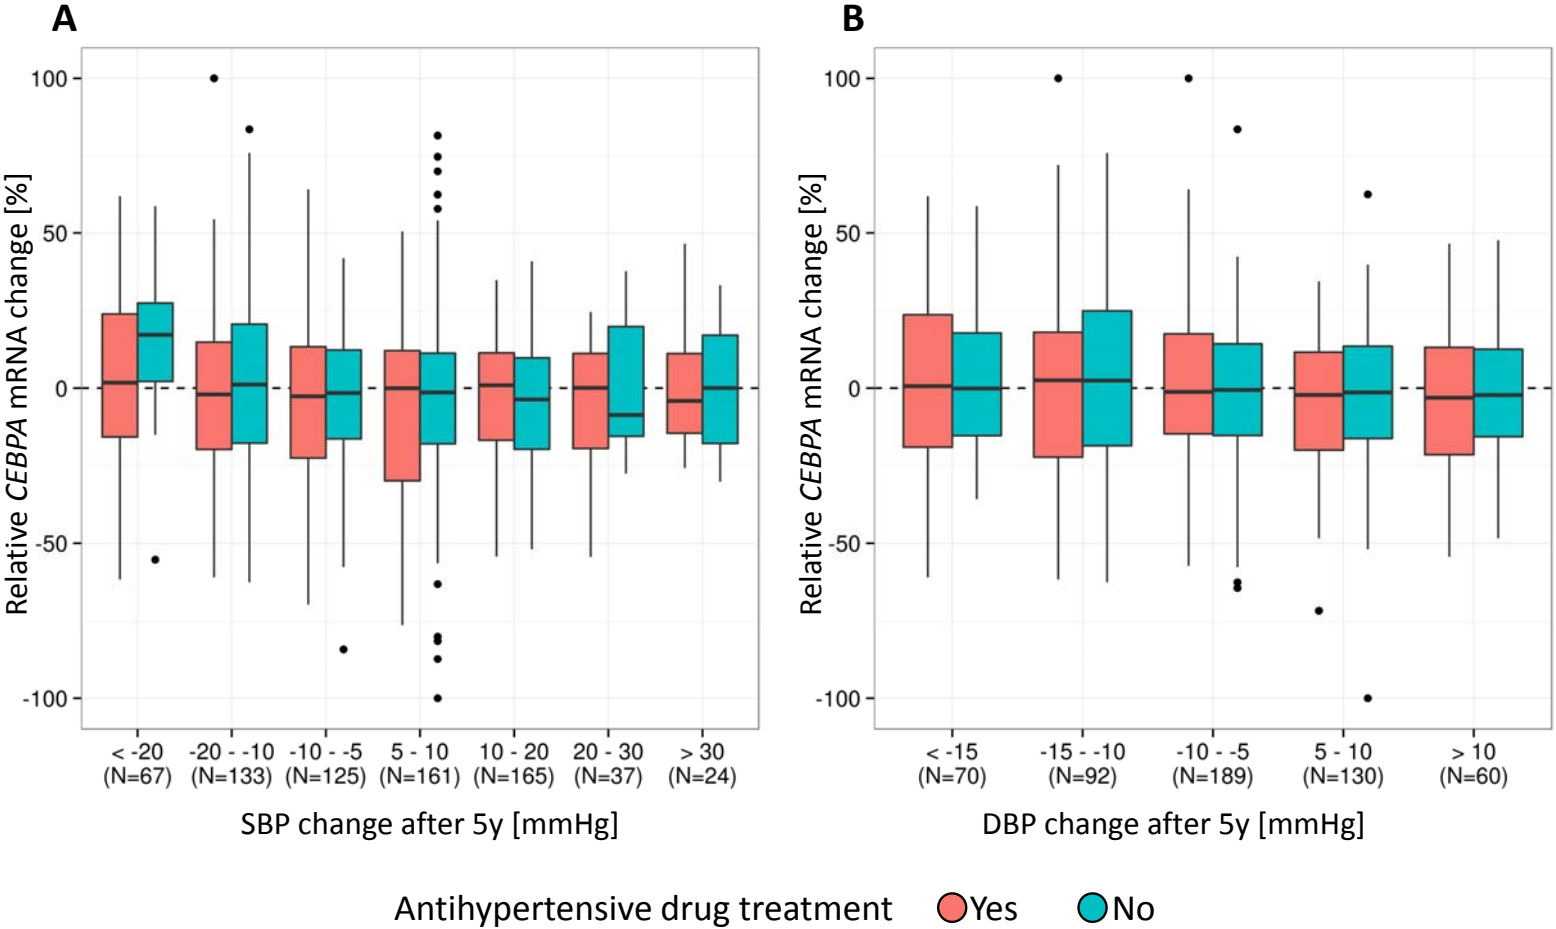 A
B
Relative CEBPA mRNA change [%]
100
50
0
-50
-100
< -20 -20 - -10 -10 - -5 5 - 10 10 - 20 20 - 30 > 30
(N=67) (N=133) (N=125) (N=161) (N=165) (N=37) (N=24)
SBP change after 5y [mmHg]
Relative CEBPA mRNA change [%]
100
50
0
-50
-100
< -15 -15 - -10 -10 - -5 5 - 10 > 10
(N=70) (N=92) (N=189) (N=130) (N=60)
DBP change after 5y [mmHg]
Antihypertensive drug treatment Yes No